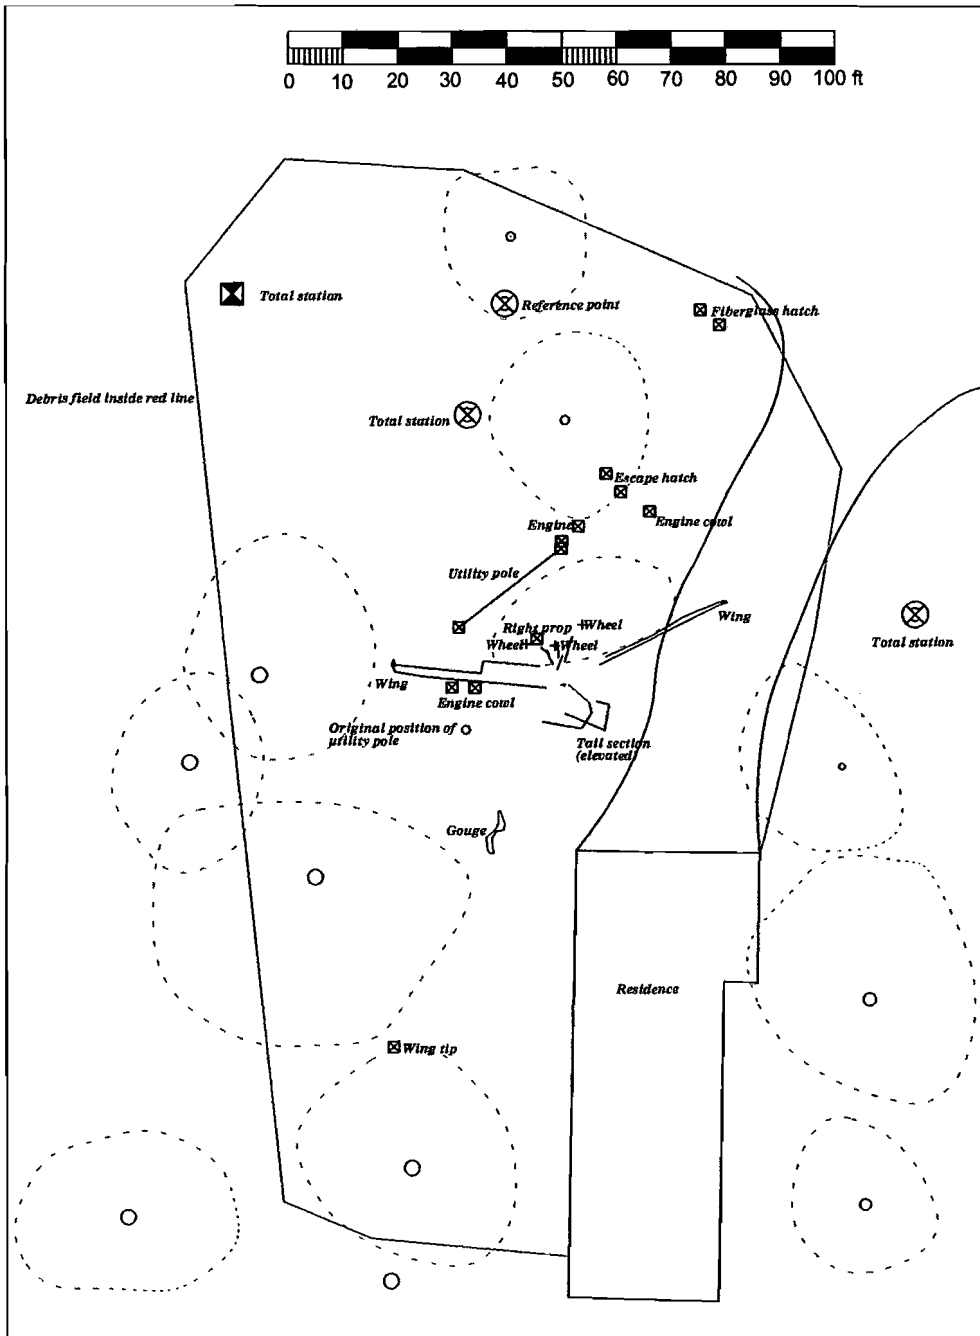 0 10 20 30 40 50 60 70 80 90 100 ft
Total station
Reference point
Fiberglass hatch
Debris field inside red line
Total station
Escape hatch
Engine
Engine cowl
Utility pole
Right prop
Wheel
Wheel
Wheel
Wing
Total station
Wing
Engine cowl
Original position of
utility pole
Tail section
(elevated)
Gouge
Residence
Wing tip